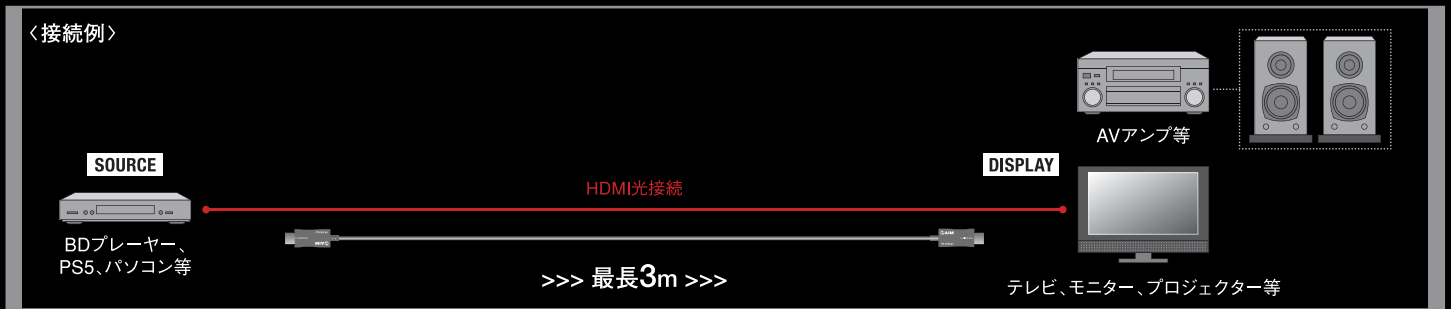 〈接続例〉
AVアンプ等
SOURCE
DISPLAY
HDMI光接続
BDプレーヤー、
PS5、パソコン等
AIM
AIM
>>> 最長3m >>>
テレビ、モニター、プロジェクター等